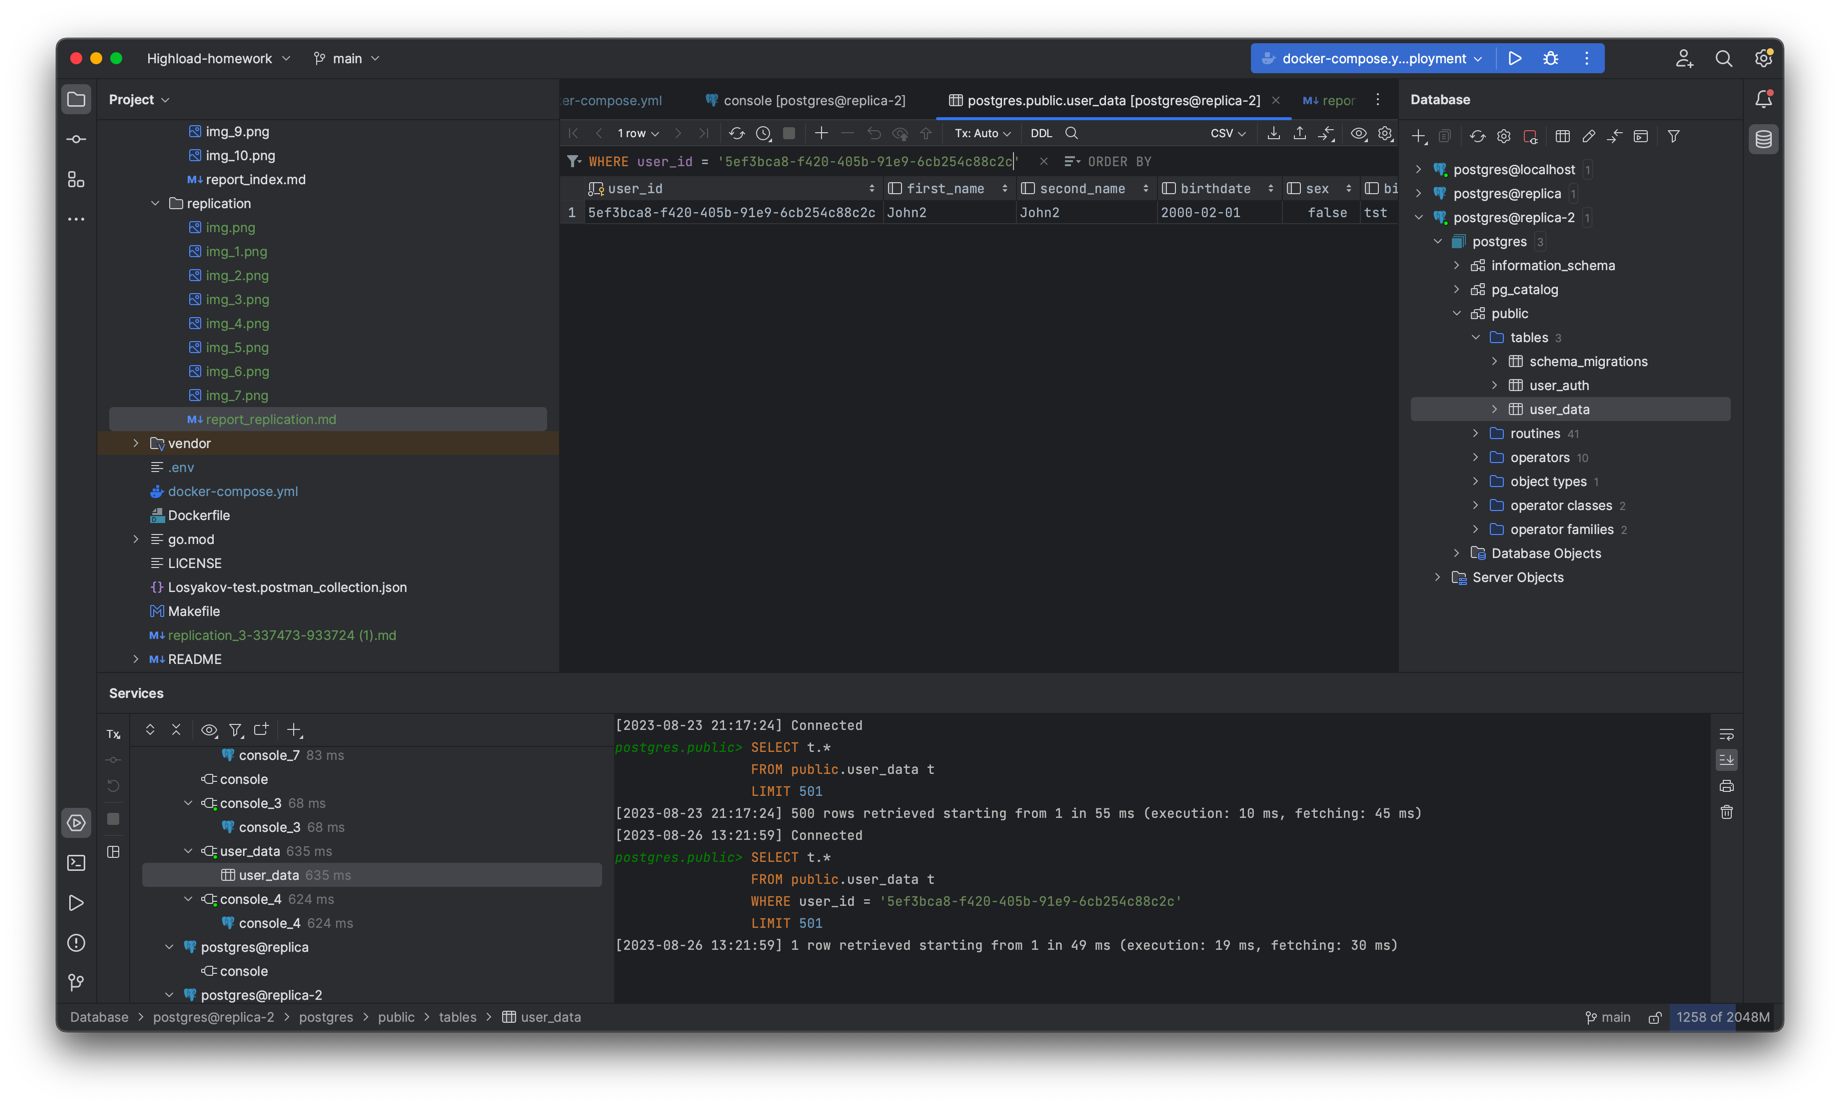 Highload-homework
main
docker-compose.y...ployment
Project
er-compose.yml
console [postgres@replica-2]
postgres.public.user_data [postgres@replica-2]
M↓ repor
Database
img_9.png
img_10.png
M↓ report_index.md
replication
img.png
img_1.png
img_2.png
img_3.png
img_4.png
img_5.png
img_6.png
img_7.png
M↓ report_replication.md
vendor
.env
docker-compose.yml
Dockerfile
go.mod
LICENSE
{} Losyakov-test.postman_collection.json
Makefile
M↓ replication_3-337473-933724 (1).md
M↓ README
1 row
Tx: Auto
DDL
CSV
WHERE user_id = '5ef3bca8-f420-405b-91e9-6cb254c88c2c'
ORDER BY
user_id first_name second_name birthdate sex bi
1 5ef3bca8-f420-405b-91e9-6cb254c88c2c John2 John2 2000-02-01 false tst
postgres@localhost 1
postgres@replica 1
postgres@replica-2 1
postgres 3
information_schema
pg_catalog
public
tables 3
schema_migrations
user_auth
user_data
routines 41
operators 10
object types 1
operator classes 2
operator families 2
Database Objects
Server Objects
Services
Tx
console_7 83 ms
console
console_3 68 ms
console_3 68 ms
user_data 635 ms
user_data 635 ms
console_4 624 ms
console_4 624 ms
postgres@replica
console
postgres@replica-2
[2023-08-23 21:17:24] Connected
postgres.public> SELECT t.*
FROM public.user_data t
LIMIT 501
[2023-08-23 21:17:24] 500 rows retrieved starting from 1 in 55 ms (execution: 10 ms, fetching: 45 ms)
[2023-08-26 13:21:59] Connected
postgres.public> SELECT t.*
FROM public.user_data t
WHERE user_id = '5ef3bca8-f420-405b-91e9-6cb254c88c2c'
LIMIT 501
[2023-08-26 13:21:59] 1 row retrieved starting from 1 in 49 ms (execution: 19 ms, fetching: 30 ms)
Database > postgres@replica-2 > postgres > public > tables > user_data
main
1258 of 2048M